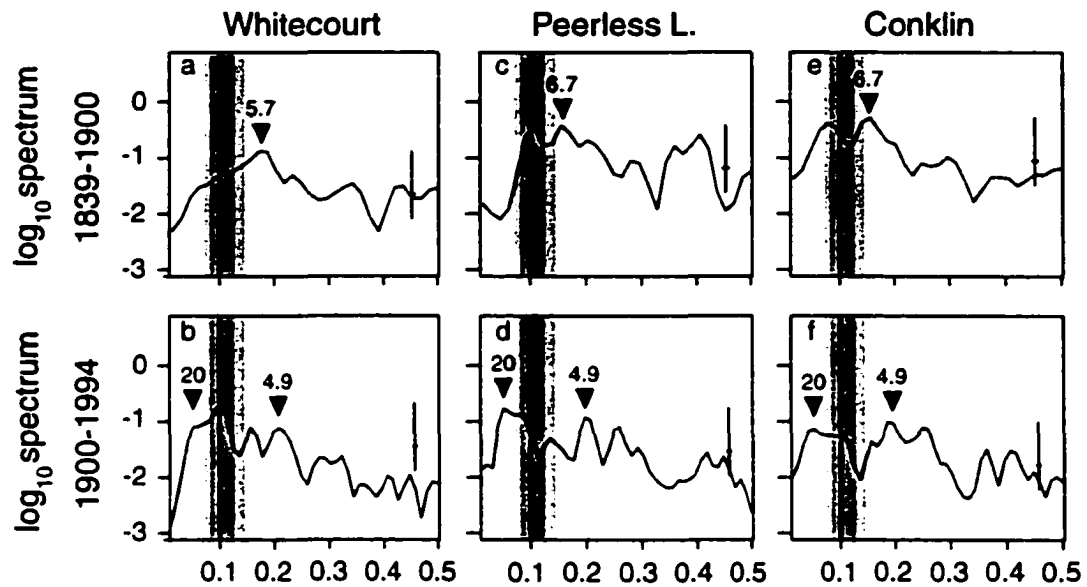 Whitecourt Peerless L. Conklin
log10spectrum
1839-1900
a
5.7
c
6.7
e
6.7
0
-1
-2
-3
log10spectrum
1900-1994
b
20
4.9
d
20
4.9
f
20
4.9
0
-1
-2
-3
0.1 0.2 0.3 0.4 0.5 0.1 0.2 0.3 0.4 0.5 0.1 0.2 0.3 0.4 0.5